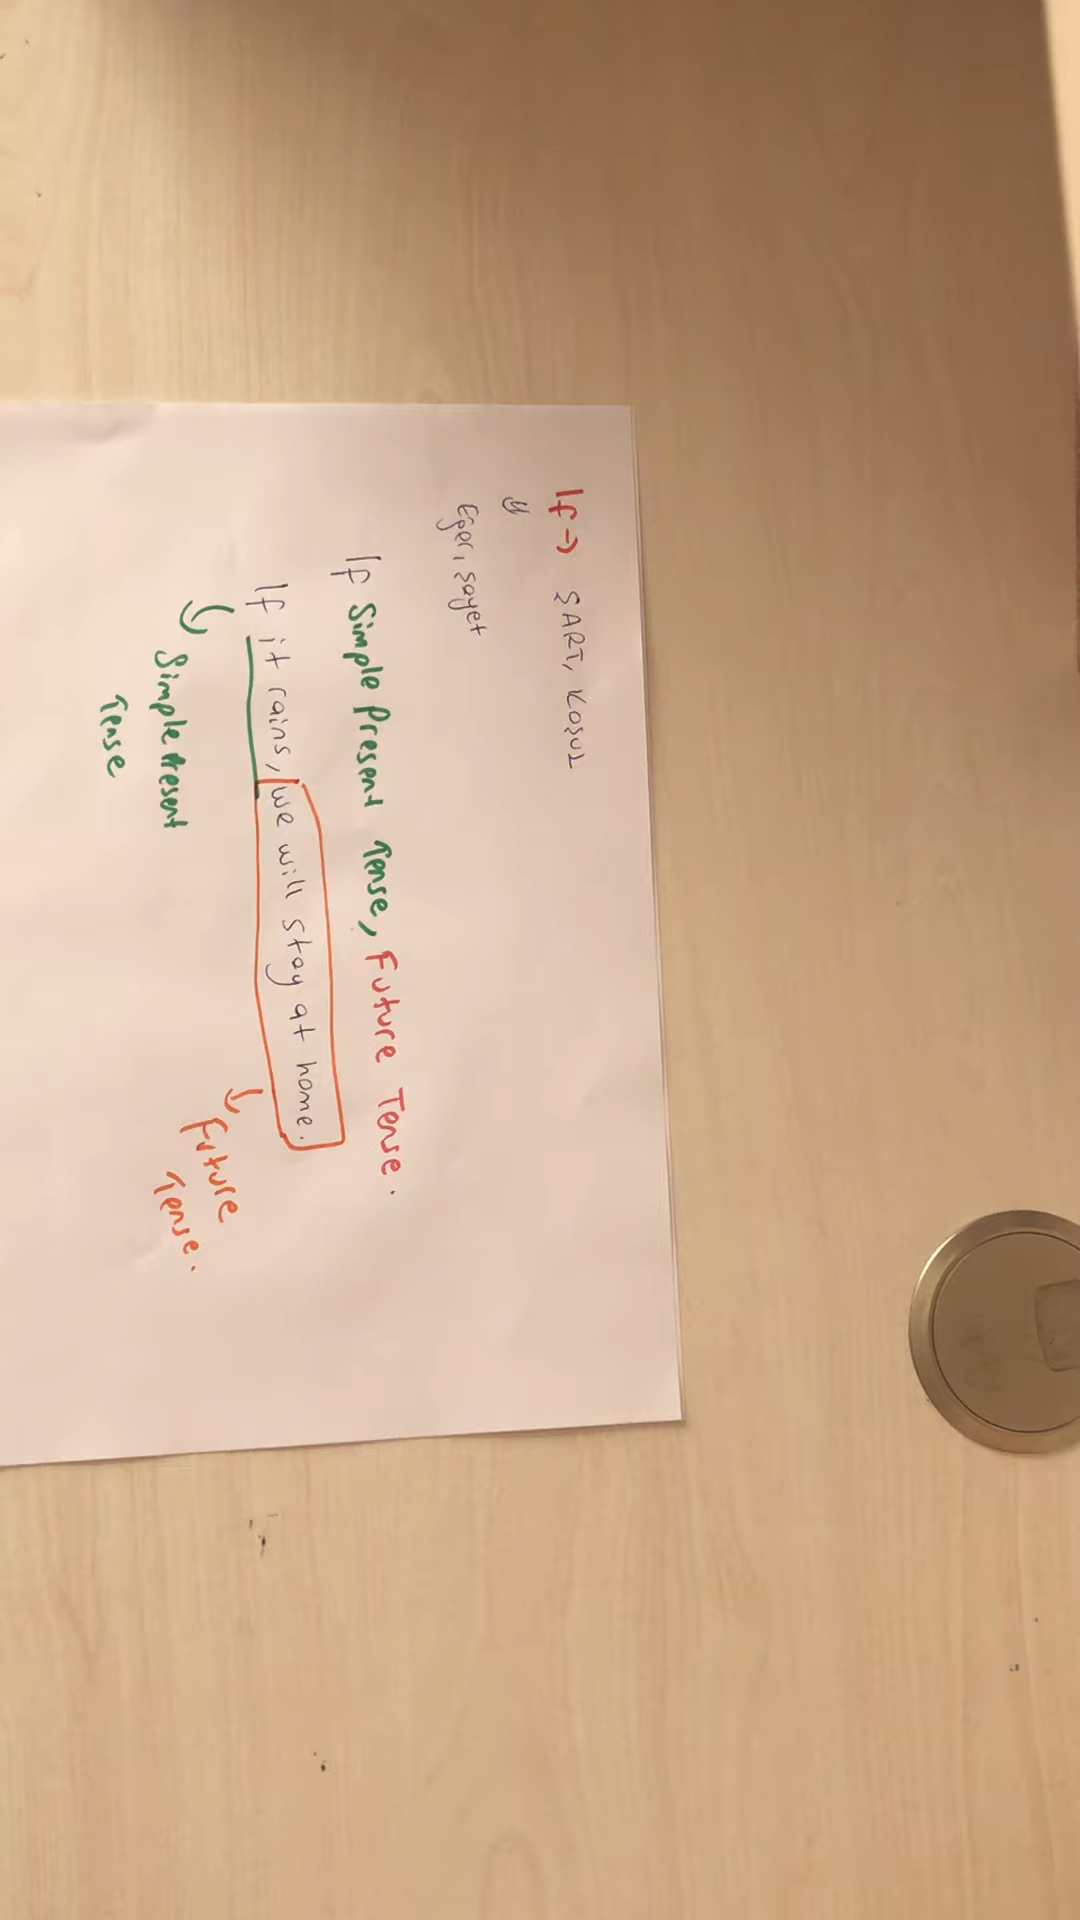 If → ŞART, KOŞUL
Eğer, Şayet
If Simple Present Tense, Future Tense.
If it rains, we will stay at home.
Simple Present
Tense
Future
Tense.